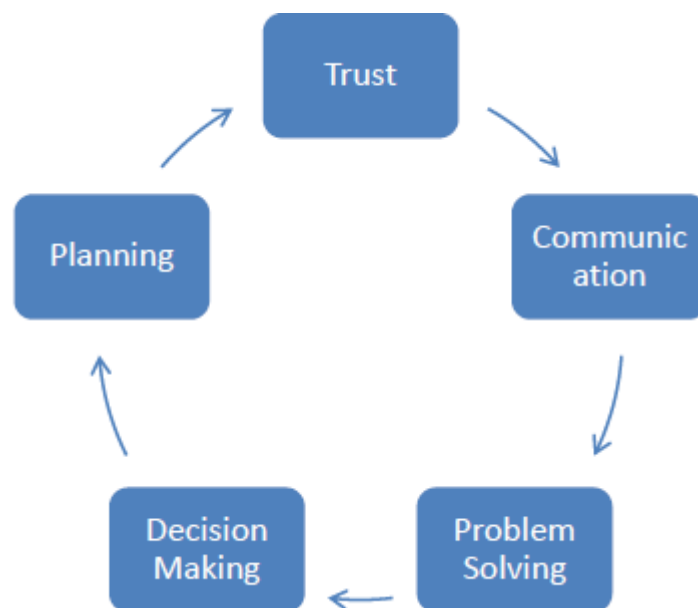 Trust
Communic
ation
Problem
Solving
Decision
Making
Planning